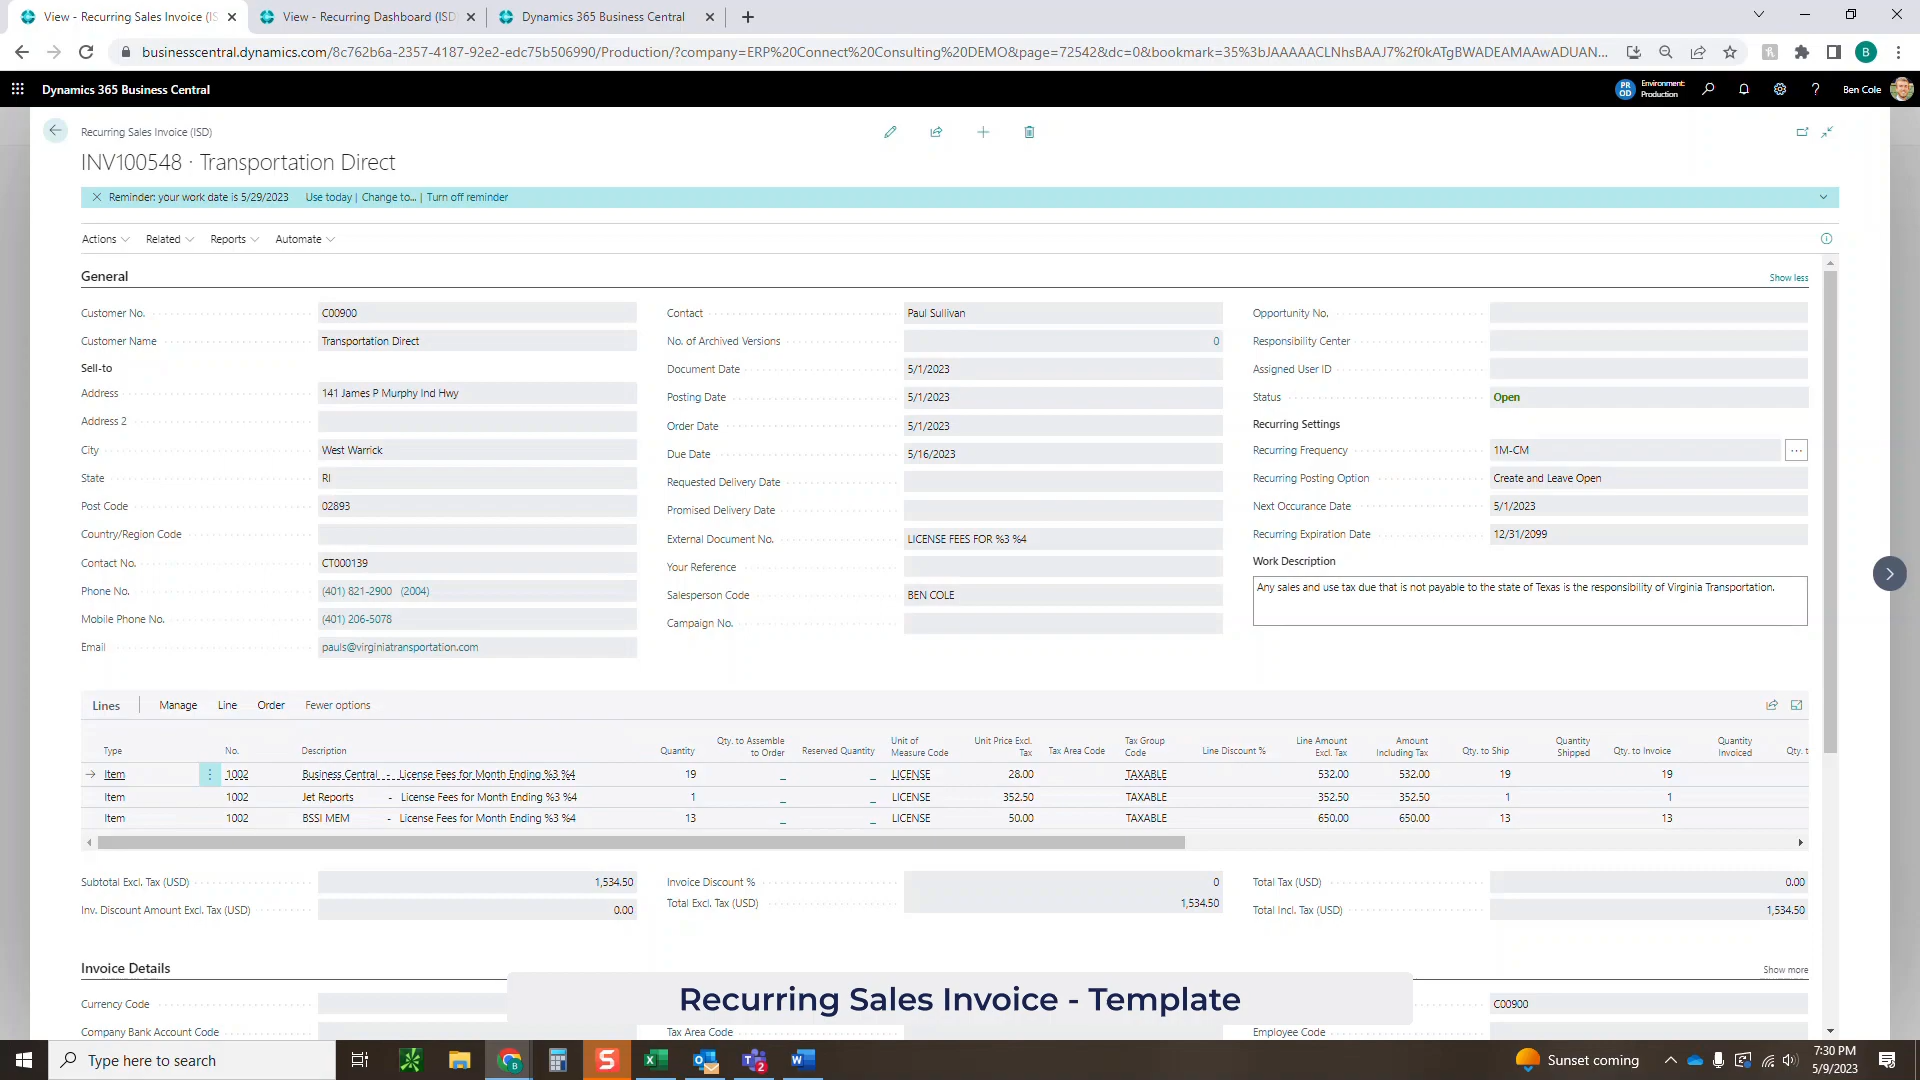 View - Recurring Sales Invoice (IS
View - Recurring Dashboard (ISD
Dynamics 365 Business Central
businesscentral.dynamics.com/8c762b6a-2357-4187-92e2-edc75b506990/Production/?company=ERP%20Connect%20Consulting%20DEMO&page=72542&dc=0&bookmark=35%3bJAAAAACLNhsBAAJ7%2f0kATgBWADEAMAAwADUAN...
B
Dynamics 365 Business Central
PR
OD
Environment:
Production
?
Ben Cole
Recurring Sales Invoice (ISD)
INV100548 · Transportation Direct
Reminder: your work date is 5/29/2023 Use today | Change to... | Turn off reminder
Actions Related Reports Automate
General
Show less
Customer No. C00900
Customer Name Transportation Direct
Sell-to
Address 141 James P Murphy Ind Hwy
Address 2
City West Warrick
State RI
Post Code 02893
Country/Region Code
Contact No. CT000139
Phone No. (401) 821-2900 (2004)
Mobile Phone No. (401) 206-5078
Email pauls@virginiatransportation.com
Contact Paul Sullivan
No. of Archived Versions 0
Document Date 5/1/2023
Posting Date 5/1/2023
Order Date 5/1/2023
Due Date 5/16/2023
Requested Delivery Date
Promised Delivery Date
External Document No. LICENSE FEES FOR %3 %4
Your Reference
Salesperson Code BEN COLE
Campaign No.
Opportunity No.
Responsibility Center
Assigned User ID
Status Open
Recurring Settings
Recurring Frequency 1M-CM ...
Recurring Posting Option Create and Leave Open
Next Occurance Date 5/1/2023
Recurring Expiration Date 12/31/2099
Work Description
Any sales and use tax due that is not payable to the state of Texas is the responsibility of Virginia Transportation.
Lines Manage Line Order Fewer options
Type No. Description Quantity Qty. to Assemble to Order Reserved Quantity Unit of Measure Code Unit Price Excl. Tax Tax Area Code Tax Group Code Line Discount % Line Amount Excl. Tax Amount Including Tax Qty. to Ship Quantity Shipped Qty. to Invoice Quantity Invoiced Qty. t
Item 1002 Business Central - License Fees for Month Ending %3 %4 19 _ _ LICENSE 28.00 TAXABLE 532.00 532.00 19 19
Item 1002 Jet Reports - License Fees for Month Ending %3 %4 1 _ _ LICENSE 352.50 TAXABLE 352.50 352.50 1 1
Item 1002 BSSI MEM - License Fees for Month Ending %3 %4 13 _ _ LICENSE 50.00 TAXABLE 650.00 650.00 13 13
Subtotal Excl. Tax (USD) 1,534.50
Inv. Discount Amount Excl. Tax (USD) 0.00
Invoice Discount % 0
Total Excl. Tax (USD) 1,534.50
Total Tax (USD) 0.00
Total Incl. Tax (USD) 1,534.50
Invoice Details
Show more
Currency Code
Company Bank Account Code
Tax Area Code
C00900
Employee Code
Recurring Sales Invoice - Template
Type here to search
Sunset coming
7:30 PM
5/9/2023